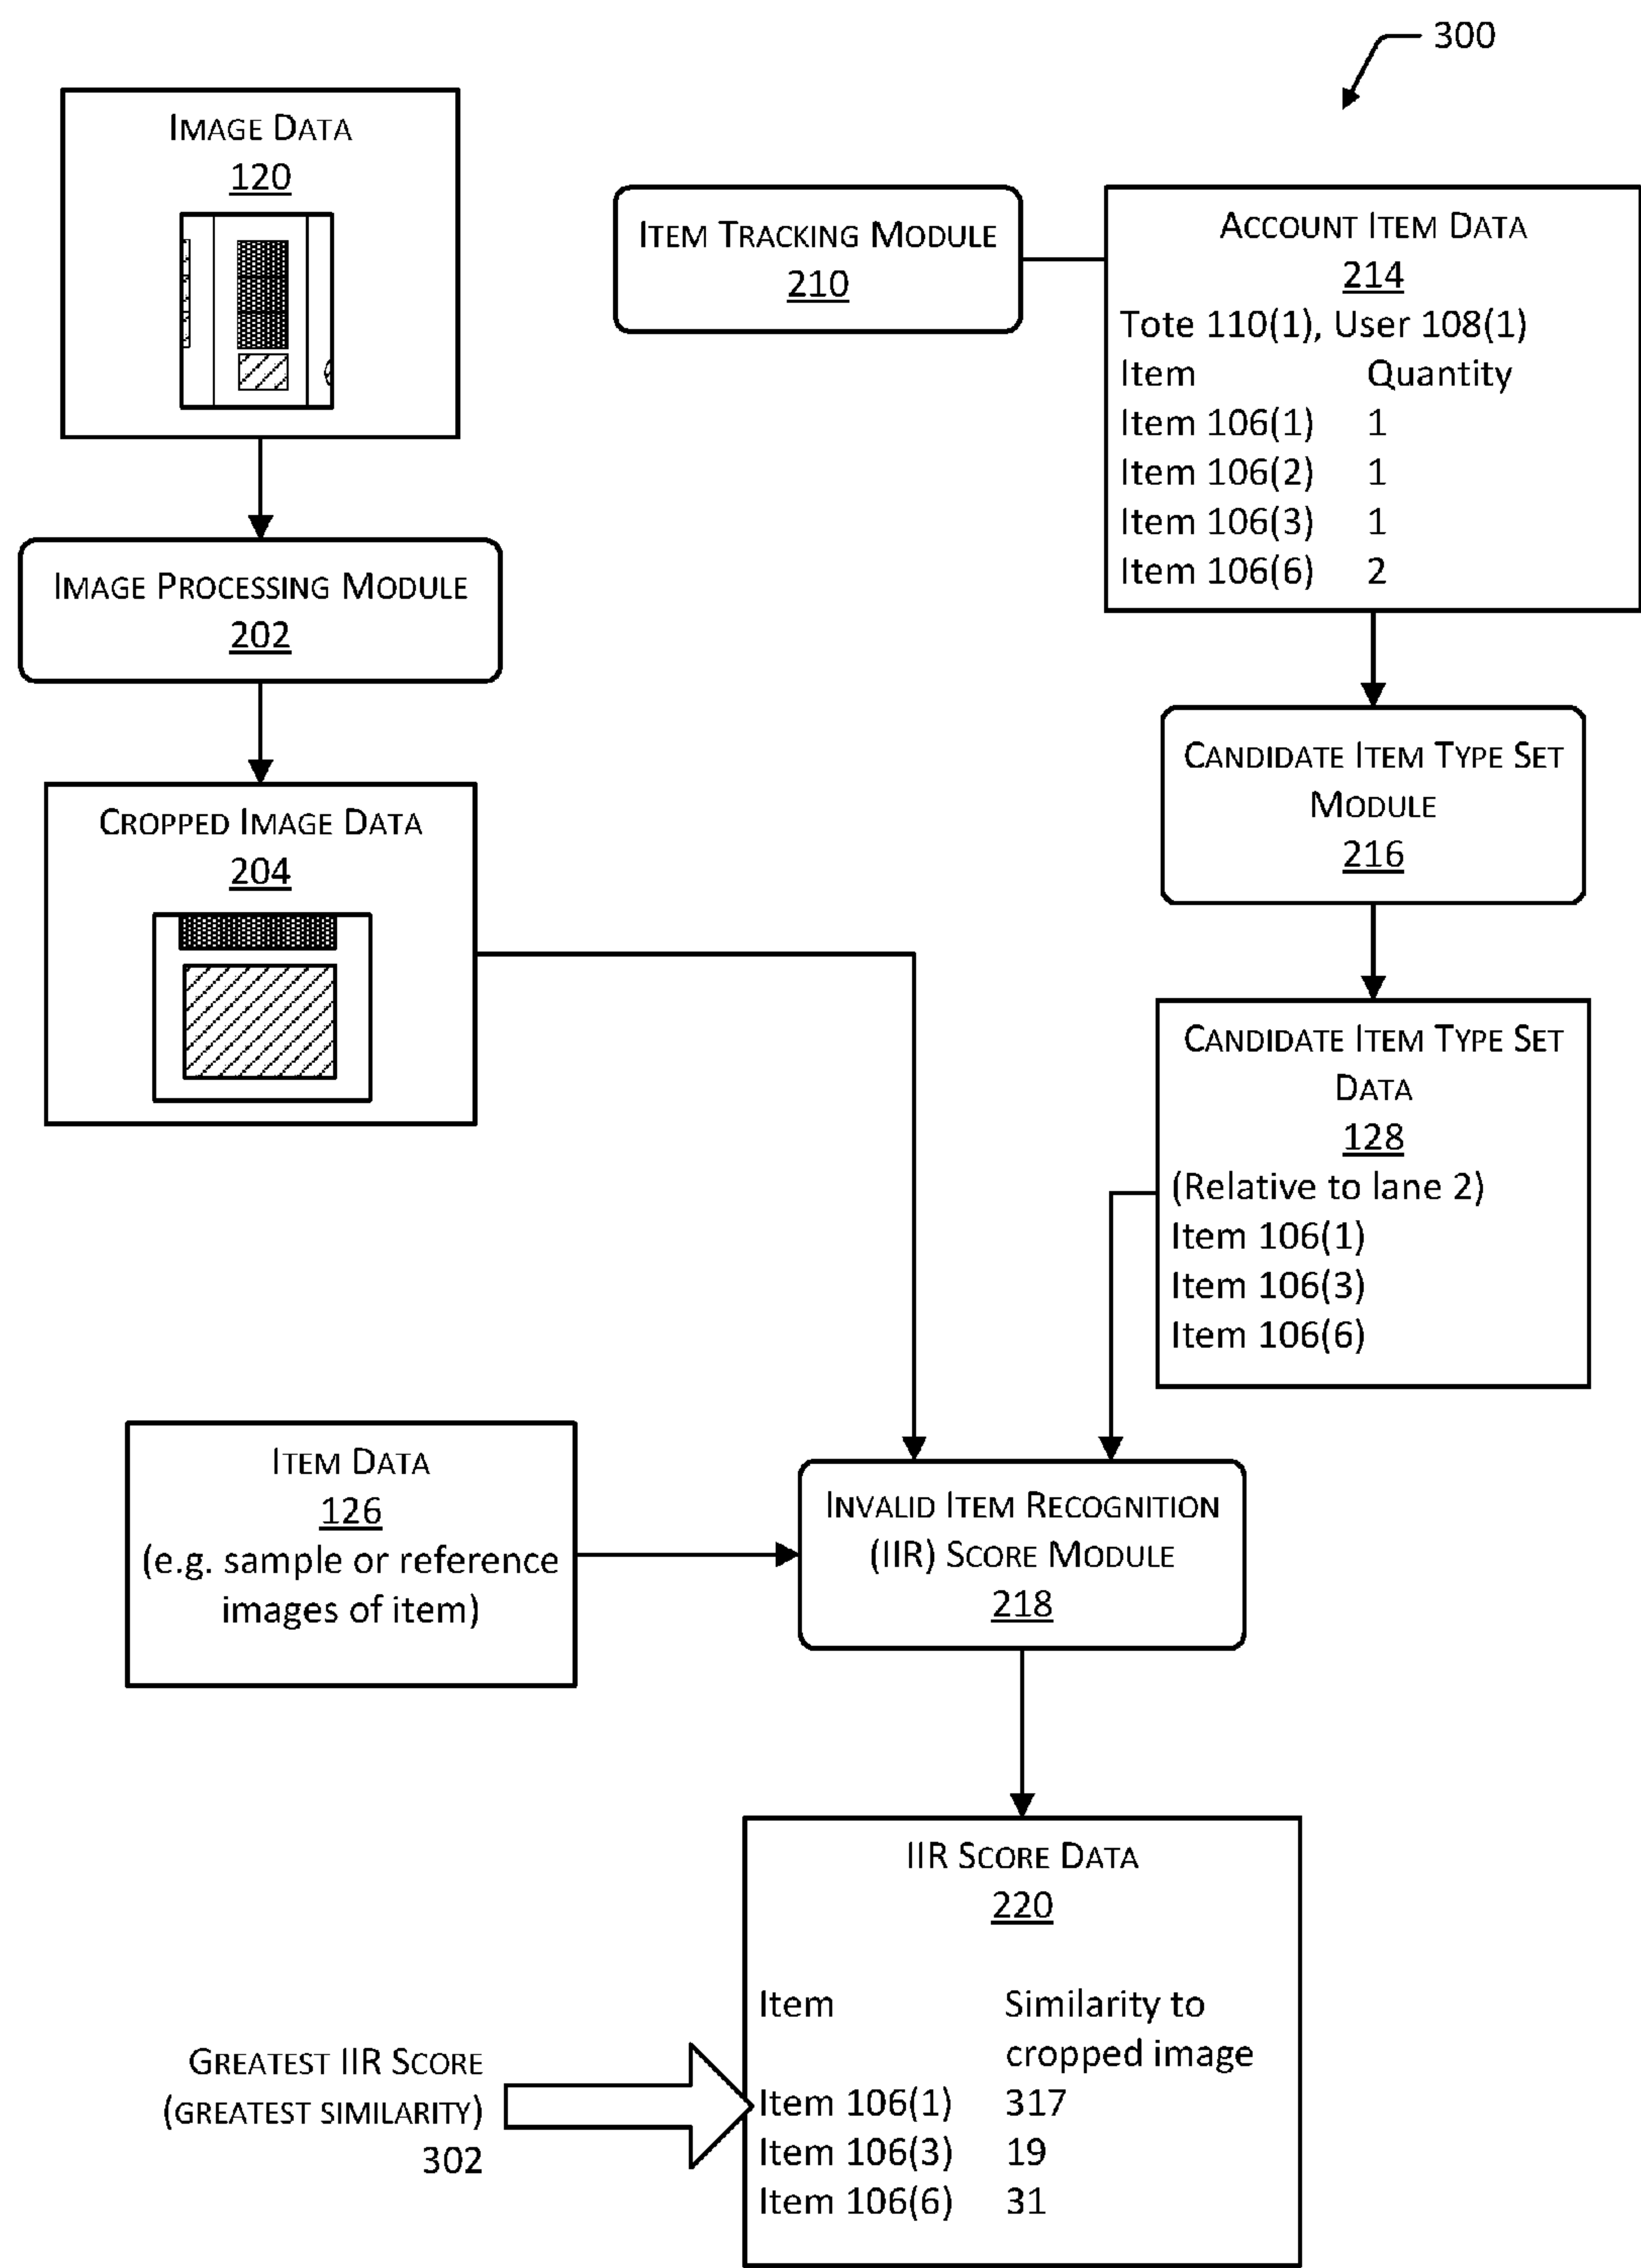 300
IMAGE DATA
120
ITEM TRACKING MODULE
210
ACCOUNT ITEM DATA
214
Tote 110(1), User 108(1)
Item Quantity
Item 106(1) 1
Item 106(2) 1
Item 106(3) 1
Item 106(6) 2
IMAGE PROCESSING MODULE
202
CANDIDATE ITEM TYPE SET
MODULE
216
CROPPED IMAGE DATA
204
CANDIDATE ITEM TYPE SET
DATA
128
(Relative to lane 2)
Item 106(1)
Item 106(3)
Item 106(6)
ITEM DATA
126
(e.g. sample or reference
images of item)
INVALID ITEM RECOGNITION
(IIR) SCORE MODULE
218
IIR SCORE DATA
220
Item Similarity to
cropped image
Item 106(1) 317
Item 106(3) 19
Item 106(6) 31
GREATEST IIR SCORE
(GREATEST SIMILARITY)
302